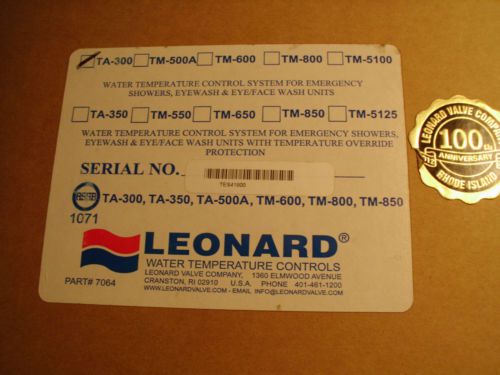 TA-300 TM-500A TM-600 TM-800 TM-5100
WATER TEMPERATURE CONTROL SYSTEM FOR EMERGENCY
SHOWERS, EYEWASH & EYE/FACE WASH UNITS
TA-350 TM-550 TM-650 TM-850 TM-5125
WATER TEMPERATURE CONTROL SYSTEM FOR EMERGENCY SHOWERS,
EYEWASH & EYE/FACE WASH UNITS WITH TEMPERATURE OVERRIDE
PROTECTION
SERIAL NO.
TES41600
ASSE
1071
TA-300, TA-350, TA-500A, TM-600, TM-800, TM-850
LEONARD®
WATER TEMPERATURE CONTROLS
LEONARD VALVE COMPANY, 1360 ELMWOOD AVENUE
CRANSTON, RI 02910 U.S.A. PHONE 401-461-1200
WWW.LEONARDVALVE.COM - EMAIL INFO@LEONARDVALVE.COM
PART# 7064
LEONARD VALVE COMPANY
100th
ANNIVERSARY
RHODE ISLAND